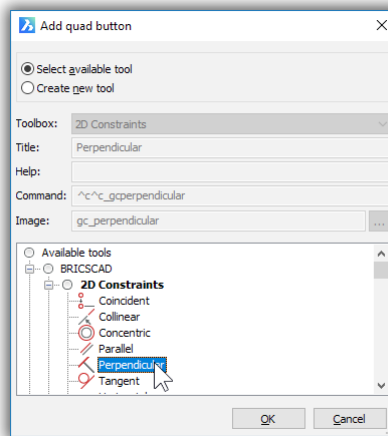 Add quad button
Select available tool
Create new tool
Toolbox: 2D Constraints
Title: Perpendicular
Help:
Command: ^c^c_gcperpendicular
Image: gc_perpendicular ...
Available tools
BRICSCAD
2D Constraints
Coincident
Collinear
Concentric
Parallel
Perpendicular
Tangent
OK Cancel